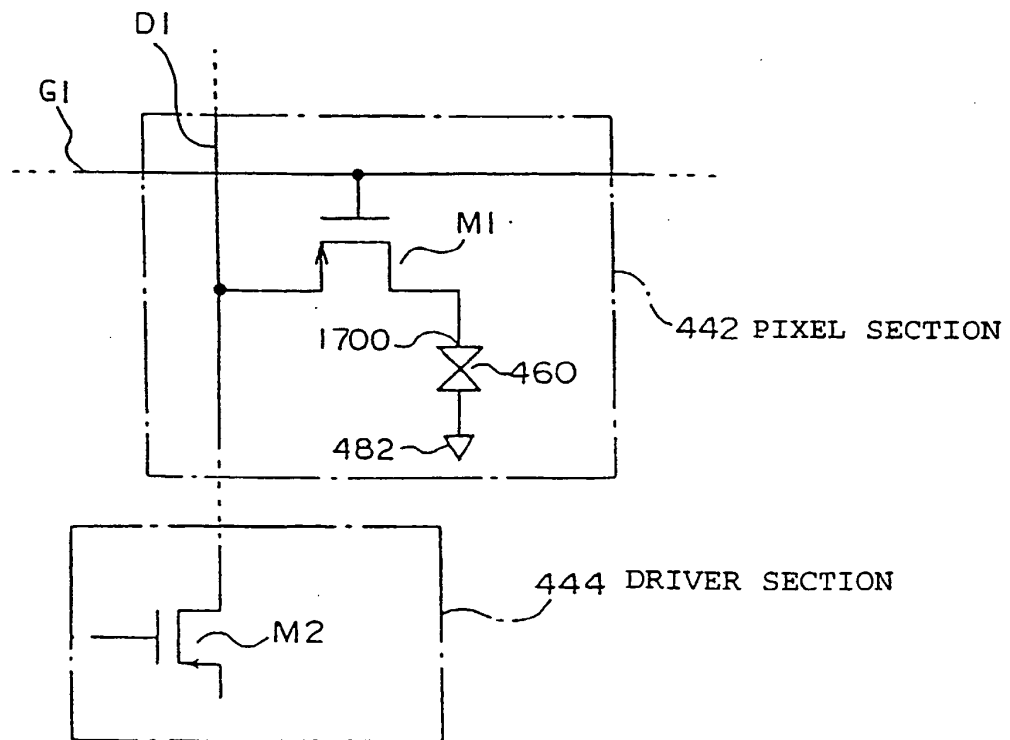 D1
G1
M1
1700
442 PIXEL SECTION
460
482
444 DRIVER SECTION
M2